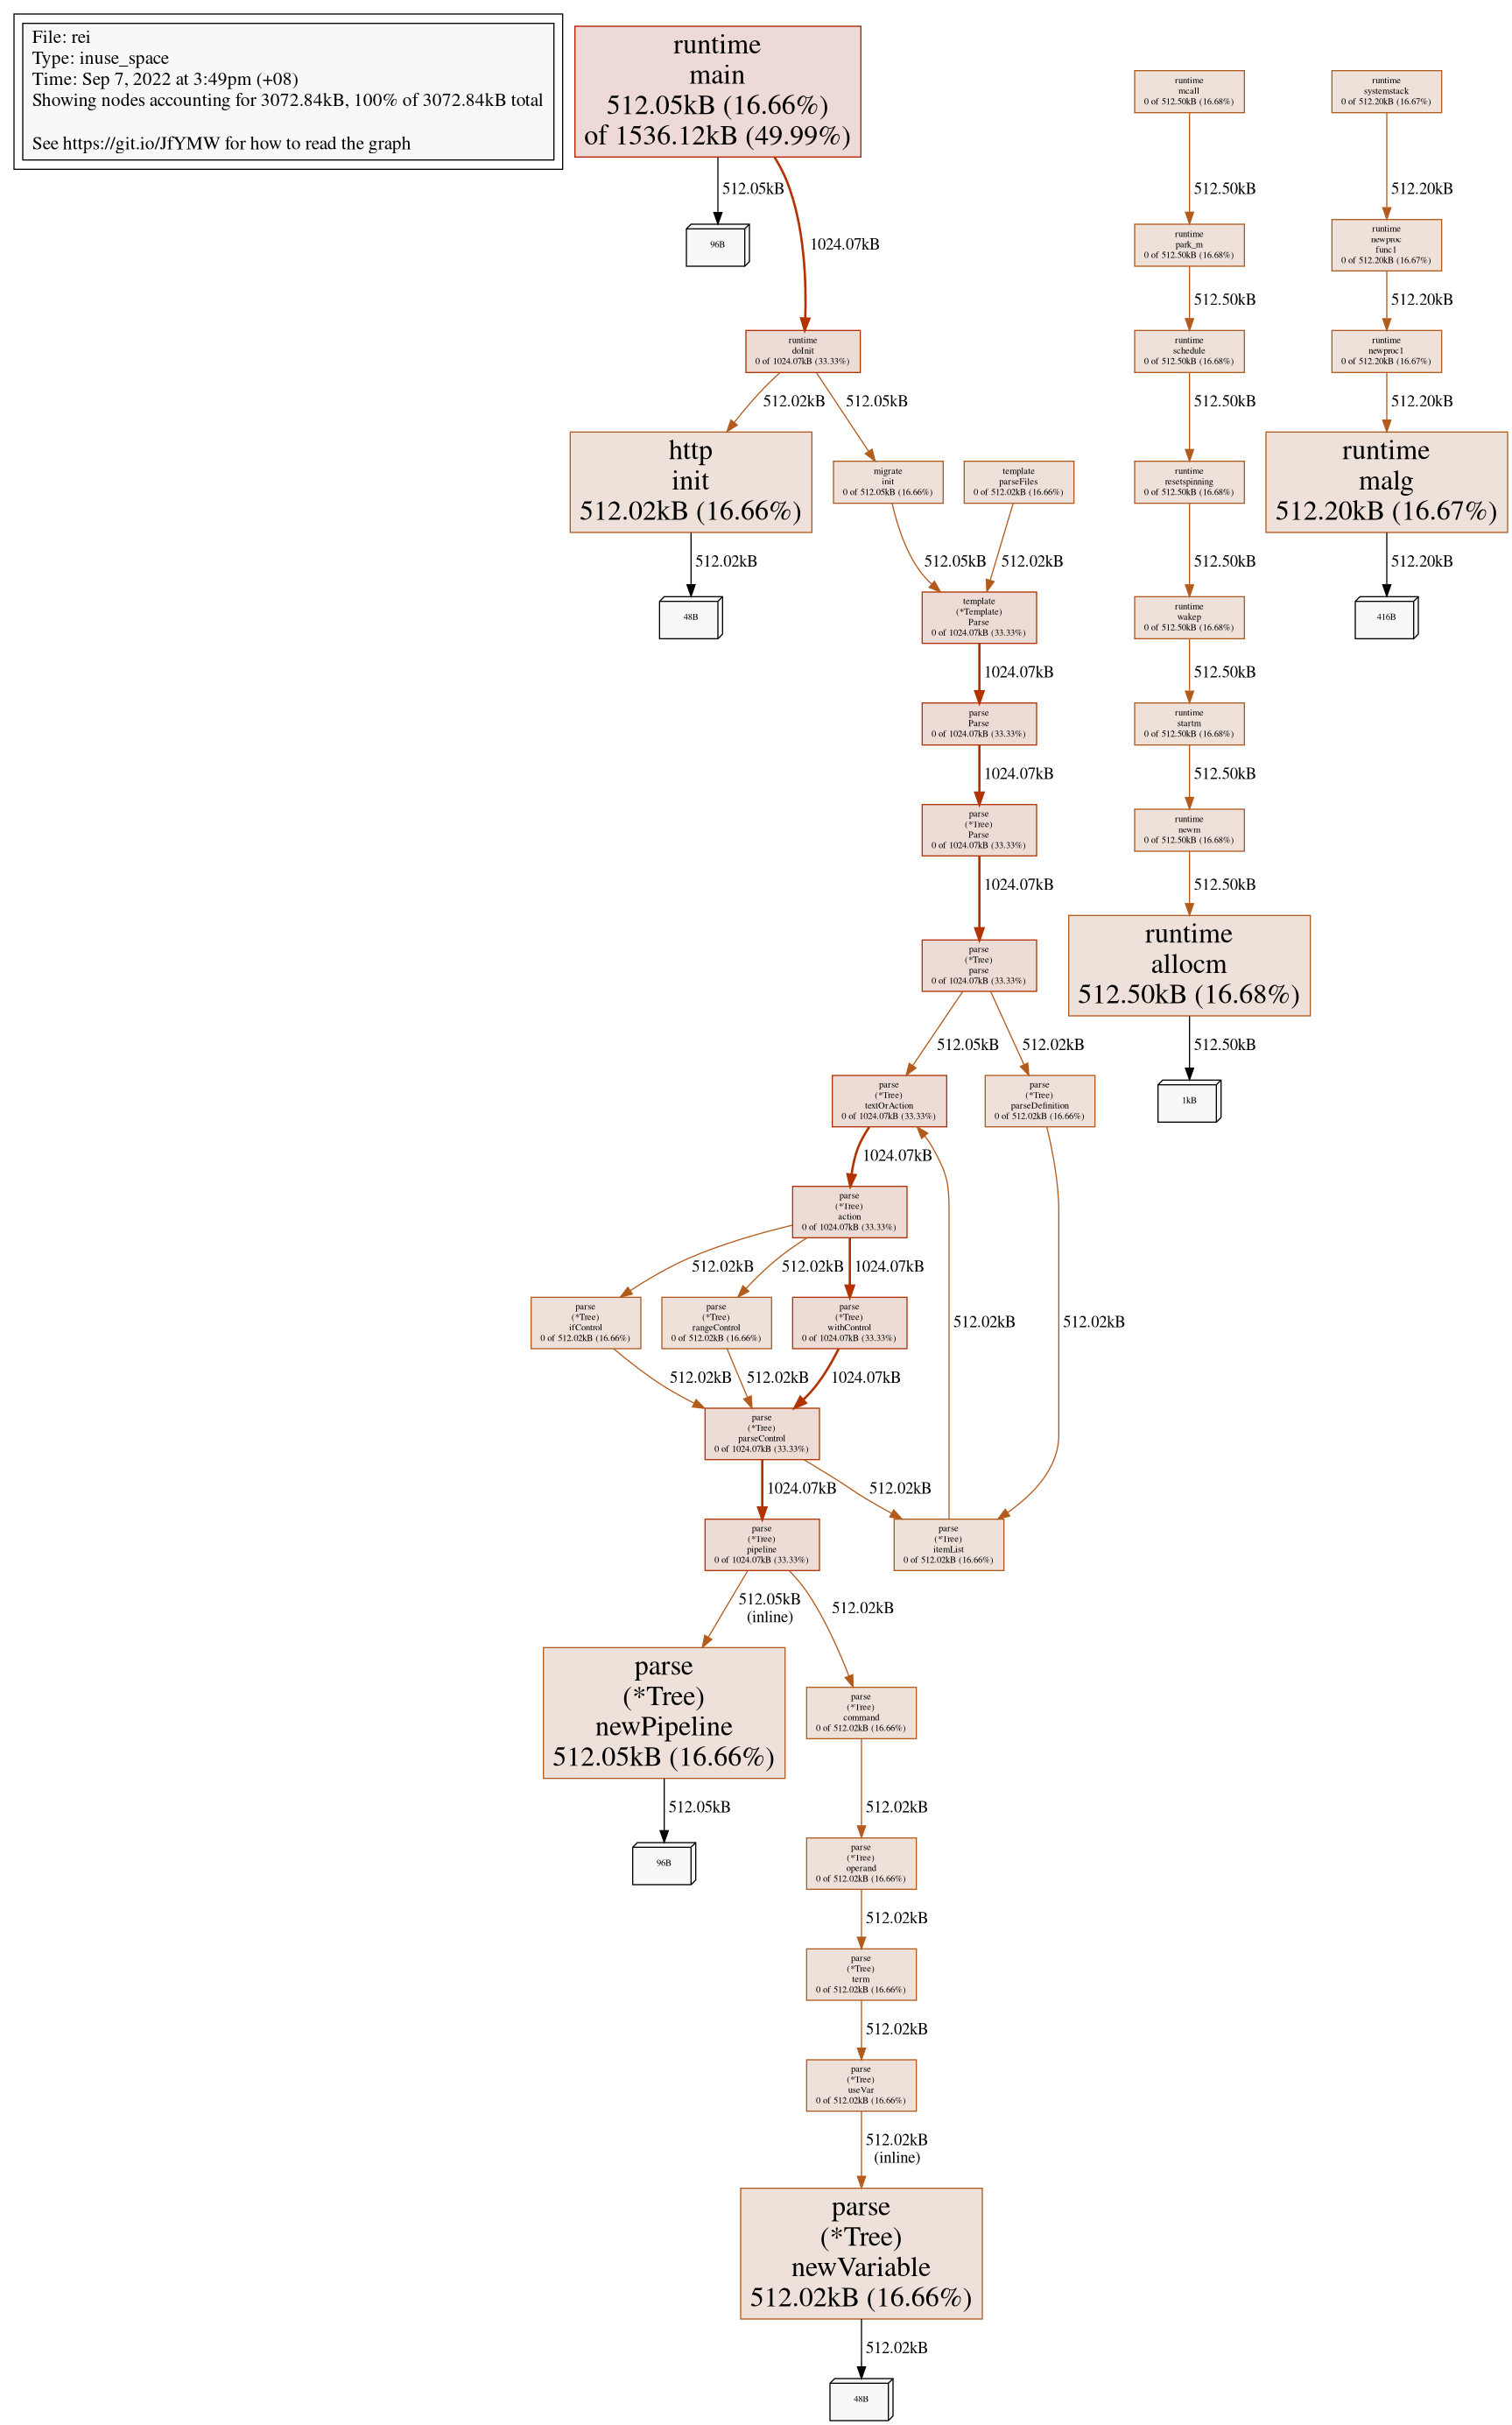 File: rei
Type: inuse_space
Time: Sep 7, 2022 at 3:49pm (+08)
Showing nodes accounting for 3072.84kB, 100% of 3072.84kB total
See https://git.io/JfYMW for how to read the graph
runtime
main
512.05kB (16.66%)
of 1536.12kB (49.99%)
runtime
mcall
0 of 512.50kB (16.68%)
runtime
systemstack
0 of 512.20kB (16.67%)
512.05kB
1024.07kB
512.50kB
512.20kB
96B
runtime
park_m
0 of 512.50kB (16.68%)
runtime
newproc
func1
0 of 512.20kB (16.67%)
512.50kB
512.20kB
runtime
doInit
0 of 1024.07kB (33.33%)
runtime
schedule
0 of 512.50kB (16.68%)
runtime
newproc1
0 of 512.20kB (16.67%)
512.02kB
512.05kB
512.50kB
512.20kB
http
init
512.02kB (16.66%)
migrate
init
0 of 512.05kB (16.66%)
template
parseFiles
0 of 512.02kB (16.66%)
runtime
resetspinning
0 of 512.50kB (16.68%)
runtime
malg
512.20kB (16.67%)
512.02kB
512.05kB
512.02kB
512.50kB
512.20kB
48B
template
(*Template)
Parse
0 of 1024.07kB (33.33%)
runtime
wakep
0 of 512.50kB (16.68%)
416B
1024.07kB
512.50kB
parse
Parse
0 of 1024.07kB (33.33%)
runtime
startm
0 of 512.50kB (16.68%)
1024.07kB
512.50kB
parse
(*Tree)
Parse
0 of 1024.07kB (33.33%)
runtime
newm
0 of 512.50kB (16.68%)
1024.07kB
512.50kB
parse
(*Tree)
parse
0 of 1024.07kB (33.33%)
runtime
allocm
512.50kB (16.68%)
512.05kB
512.02kB
512.50kB
parse
(*Tree)
textOrAction
0 of 1024.07kB (33.33%)
parse
(*Tree)
parseDefinition
0 of 512.02kB (16.66%)
1kB
1024.07kB
parse
(*Tree)
action
0 of 1024.07kB (33.33%)
512.02kB
512.02kB
1024.07kB
parse
(*Tree)
ifControl
0 of 512.02kB (16.66%)
parse
(*Tree)
rangeControl
0 of 512.02kB (16.66%)
parse
(*Tree)
withControl
0 of 1024.07kB (33.33%)
512.02kB
512.02kB
512.02kB
512.02kB
1024.07kB
parse
(*Tree)
parseControl
0 of 1024.07kB (33.33%)
1024.07kB
512.02kB
parse
(*Tree)
pipeline
0 of 1024.07kB (33.33%)
parse
(*Tree)
itemList
0 of 512.02kB (16.66%)
512.05kB
(inline)
512.02kB
parse
(*Tree)
newPipeline
512.05kB (16.66%)
parse
(*Tree)
command
0 of 512.02kB (16.66%)
512.05kB
512.02kB
96B
parse
(*Tree)
operand
0 of 512.02kB (16.66%)
512.02kB
parse
(*Tree)
term
0 of 512.02kB (16.66%)
512.02kB
parse
(*Tree)
useVar
0 of 512.02kB (16.66%)
512.02kB
(inline)
parse
(*Tree)
newVariable
512.02kB (16.66%)
512.02kB
48B